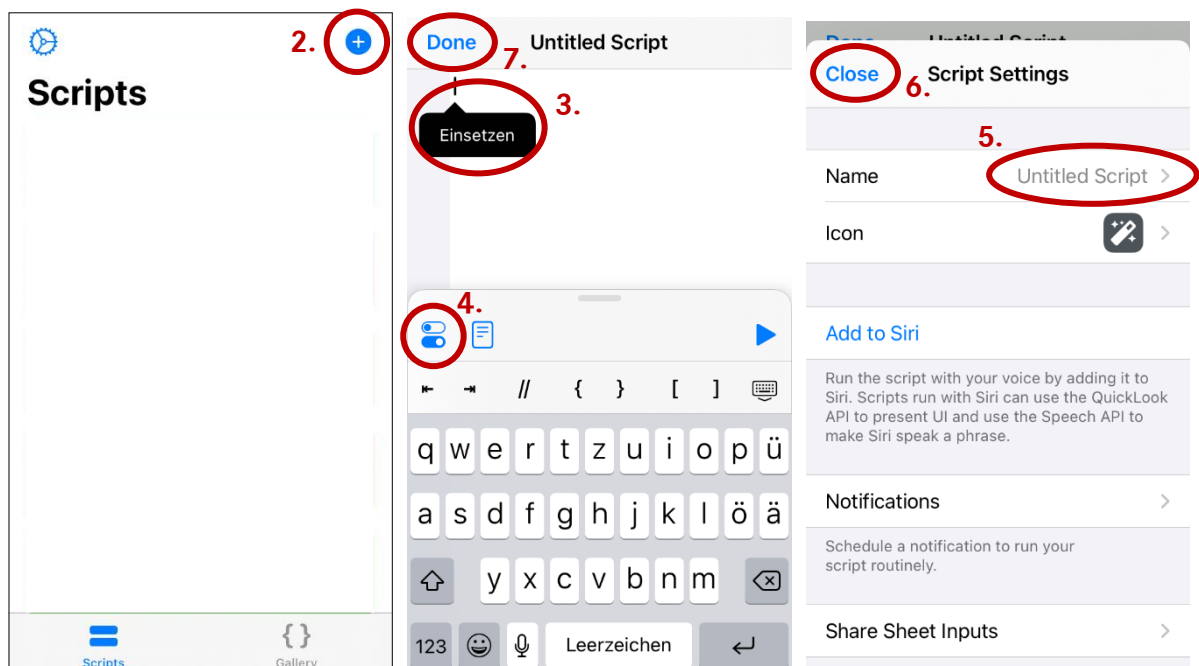 2.
Scripts
Scripts
Gallery
Done
7.
Untitled Script
3.
Einsetzen
4.
// { } [ ]
q w e r t z u i o p ü
a s d f g h j k l ö ä
y x c v b n m
123
Leerzeichen
Done
Untitled Script
Close
6.
Script Settings
5.
Name
Untitled Script >
Icon
>
Add to Siri
Run the script with your voice by adding it to
Siri. Scripts run with Siri can use the QuickLook
API to present UI and use the Speech API to
make Siri speak a phrase.
Notifications >
Schedule a notification to run your
script routinely.
Share Sheet Inputs >